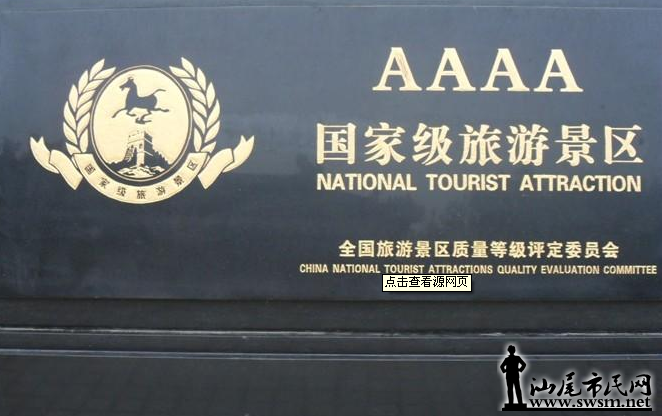 AAAA
国家级旅游景区
NATIONAL TOURIST ATTRACTION
国家级旅游景区
全国旅游景区质量等级评定委员会
CHINA NATIONAL TOURIST ATTRACTIONS QUALITY EVALUATION COMMITTEE
点击查看源网页
汕尾市民网
www.swsm.net